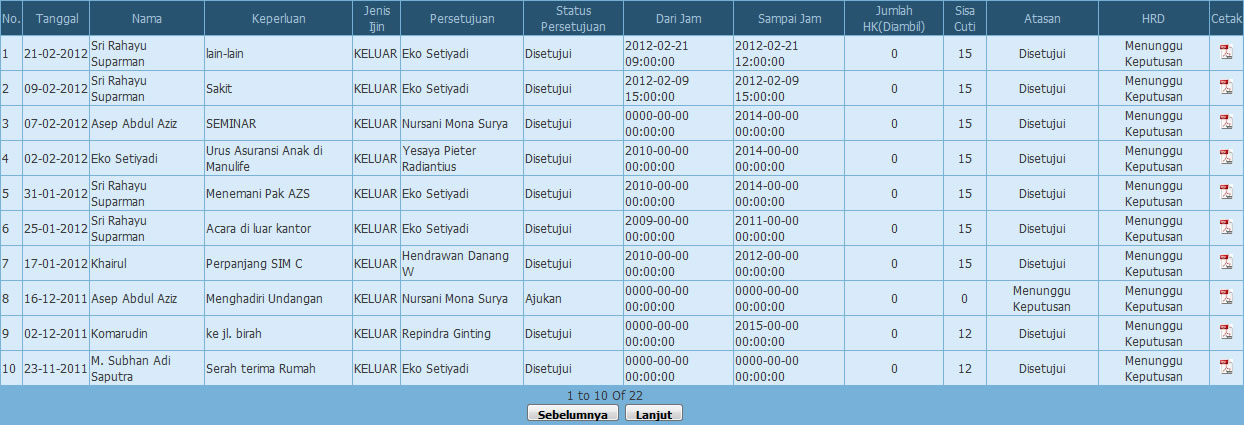 No. Tanggal Nama Keperluan Jenis Ijin Persetujuan Status Persetujuan Dari Jam Sampai Jam Jumlah HK(Diambil) Sisa Cuti Atasan HRD Cetak
1 21-02-2012 Sri Rahayu Suparman lain-lain KELUAR Eko Setiyadi Disetujui 2012-02-21 09:00:00 2012-02-21 12:00:00 0 15 Disetujui Menunggu Keputusan
2 09-02-2012 Sri Rahayu Suparman Sakit KELUAR Eko Setiyadi Disetujui 2012-02-09 15:00:00 2012-02-09 15:00:00 0 15 Disetujui Menunggu Keputusan
3 07-02-2012 Asep Abdul Aziz SEMINAR KELUAR Nursani Mona Surya Disetujui 0000-00-00 00:00:00 2014-00-00 00:00:00 0 15 Disetujui Menunggu Keputusan
4 02-02-2012 Eko Setiyadi Urus Asuransi Anak di Manulife KELUAR Yesaya Pieter Radiantius Disetujui 2010-00-00 00:00:00 2014-00-00 00:00:00 0 15 Disetujui Menunggu Keputusan
5 31-01-2012 Sri Rahayu Suparman Menemani Pak AZS KELUAR Eko Setiyadi Disetujui 2010-00-00 00:00:00 2014-00-00 00:00:00 0 15 Disetujui Menunggu Keputusan
6 25-01-2012 Sri Rahayu Suparman Acara di luar kantor KELUAR Eko Setiyadi Disetujui 2009-00-00 00:00:00 2011-00-00 00:00:00 0 15 Disetujui Menunggu Keputusan
7 17-01-2012 Khairul Perpanjang SIM C KELUAR Hendrawan Danang W Disetujui 2010-00-00 00:00:00 2012-00-00 00:00:00 0 15 Disetujui Menunggu Keputusan
8 16-12-2011 Asep Abdul Aziz Menghadiri Undangan KELUAR Nursani Mona Surya Ajukan 0000-00-00 00:00:00 0000-00-00 00:00:00 0 0 Menunggu Keputusan Menunggu Keputusan
9 02-12-2011 Komarudin ke jl. birah KELUAR Repindra Ginting Disetujui 0000-00-00 00:00:00 2015-00-00 00:00:00 0 12 Disetujui Menunggu Keputusan
10 23-11-2011 M. Subhan Adi Saputra Serah terima Rumah KELUAR Eko Setiyadi Disetujui 0000-00-00 00:00:00 0000-00-00 00:00:00 0 12 Disetujui Menunggu Keputusan
1 to 10 Of 22
Sebelumnya Lanjut